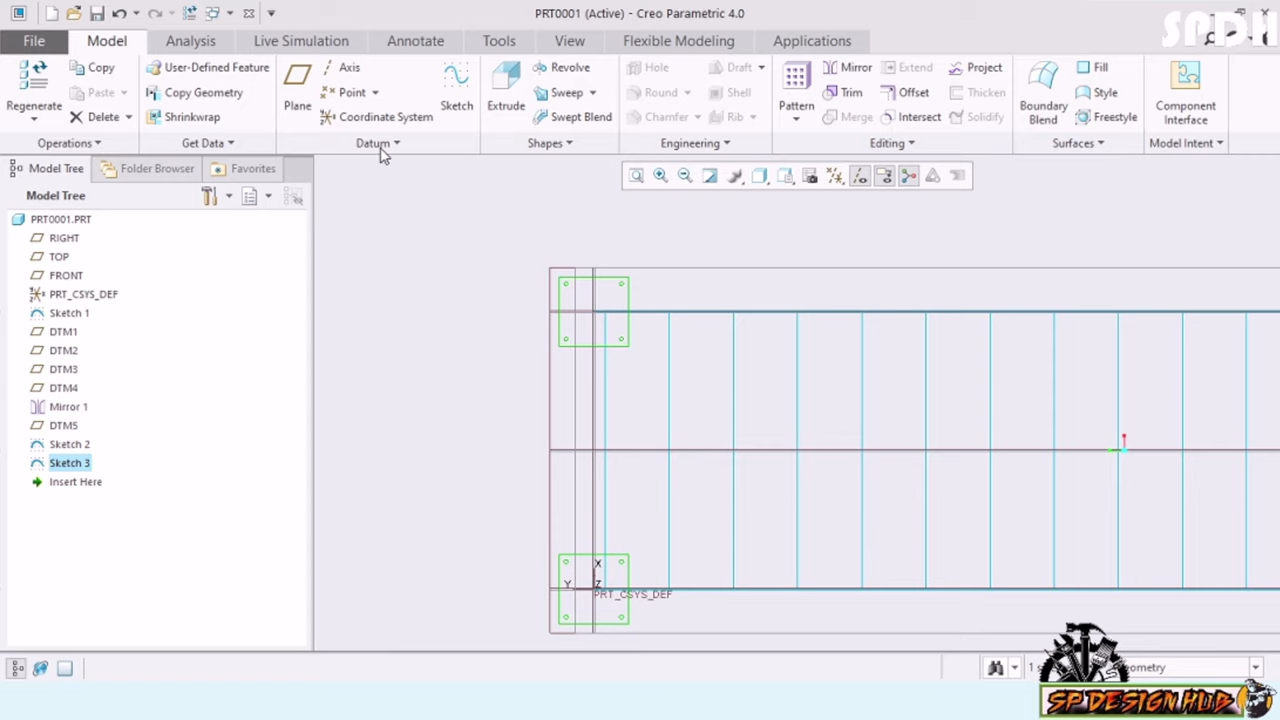 PRT0001 (Active) - Creo Parametric 4.0
SPDH
File Model Analysis Live Simulation Annotate Tools View Flexible Modeling Applications
Regenerate
Copy
Paste
Delete
Operations
User-Defined Feature
Copy Geometry
Shrinkwrap
Get Data
Plane
Axis
Point
Coordinate System
Sketch
Datum
Extrude
Revolve
Sweep
Swept Blend
Shapes
Hole
Round
Chamfer
Draft
Shell
Rib
Engineering
Pattern
Mirror
Trim
Merge
Extend
Offset
Intersect
Project
Thicken
Solidify
Editing
Boundary
Blend
Fill
Style
Freestyle
Surfaces
Component
Interface
Model Intent
Model Tree Folder Browser Favorites
Model Tree
PRT0001.PRT
RIGHT
TOP
FRONT
PRT_CSYS_DEF
Sketch 1
DTM1
DTM2
DTM3
DTM4
Mirror 1
DTM5
Sketch 2
Sketch 3
Insert Here
X
Y Z
PRT_CSYS_DEF
SP DESIGN HUB